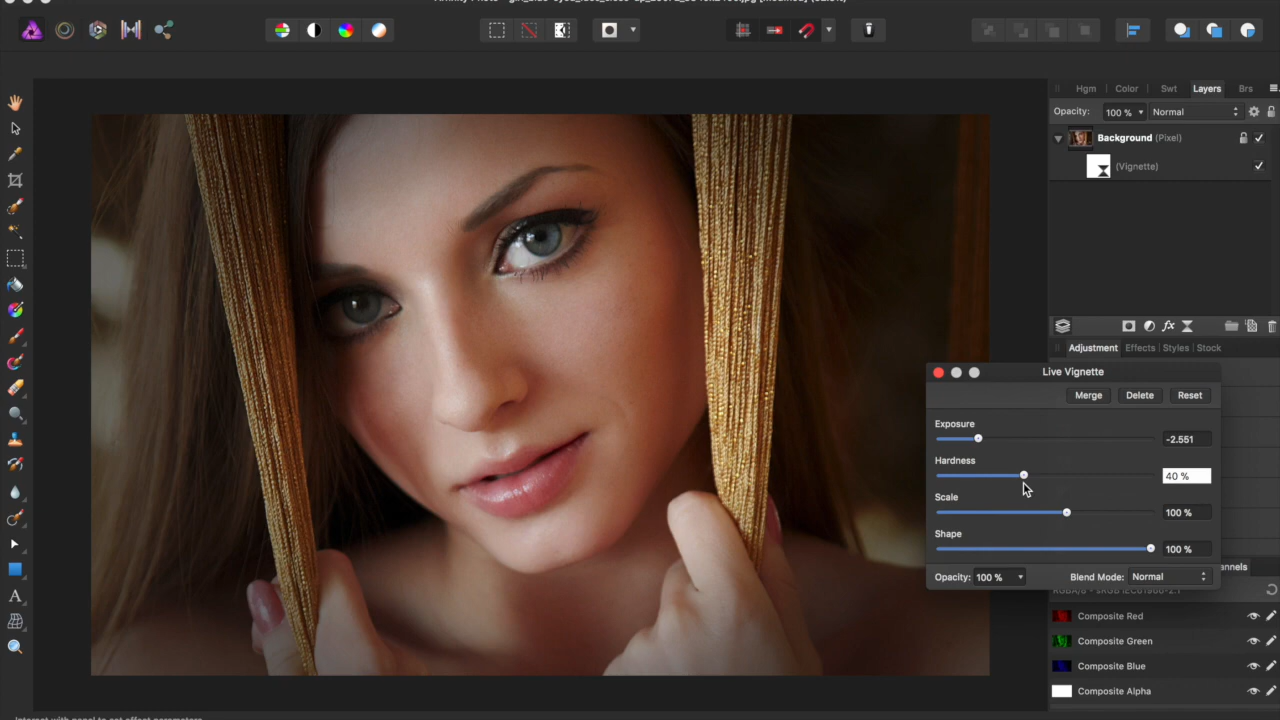 Hgm Color Swt Layers Brs
Opacity: 100 % Normal
Background (Pixel)
(Vignette)
Adjustment Effects Styles Stock
Live Vignette
Merge Delete Reset
Exposure
-2.551
Hardness
40 %
Scale
100 %
Shape
100 %
Opacity: 100 % Blend Mode: Normal
Composite Red
Composite Green
Composite Blue
Composite Alpha
A